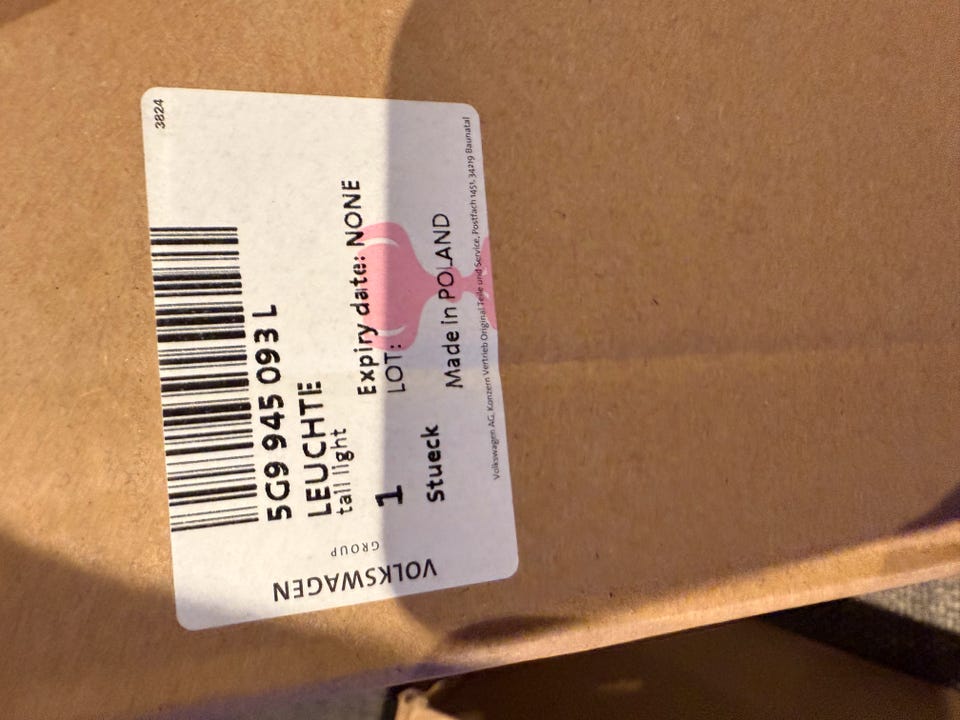 3824
5G9 945 093 L
LEUCHTE
tail light
Expiry date: NONE
1
LOT:
Stueck
Made in POLAND
Volkswagen AG, Konzern Vertrieb Original Teile und Service, Postfach 1451, 34219 Baunatal
VOLKSWAGEN
GROUP